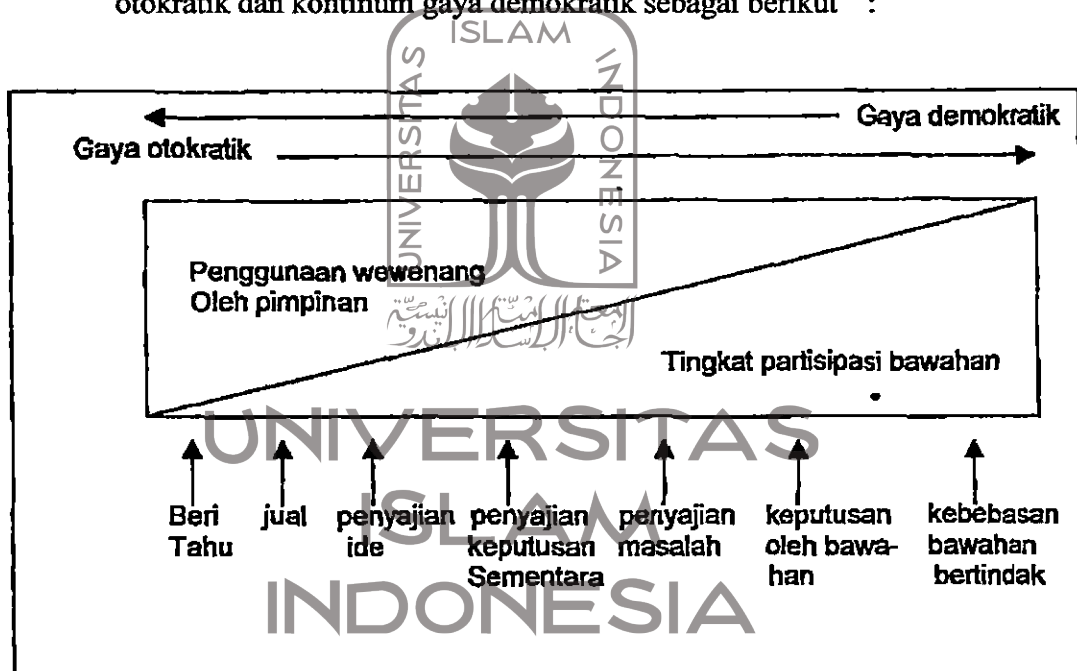 otokratik dan kontinum gaya demokratik sebagai berikut :
UNIVERSITAS
ISLAM
INDONESIA
Gaya demokratik
Gaya otokratik
Penggunaan wewenang
Oleh pimpinan
Tingkat partisipasi bawahan
Beri
Tahu
jual
penyajian
ide
penyajian
keputusan
Sementara
penyajian
masalah
keputusan
oleh bawa-
han
kebebasan
bawahan
bertindak
UNIVERSITAS
ISLAM
INDONESIA